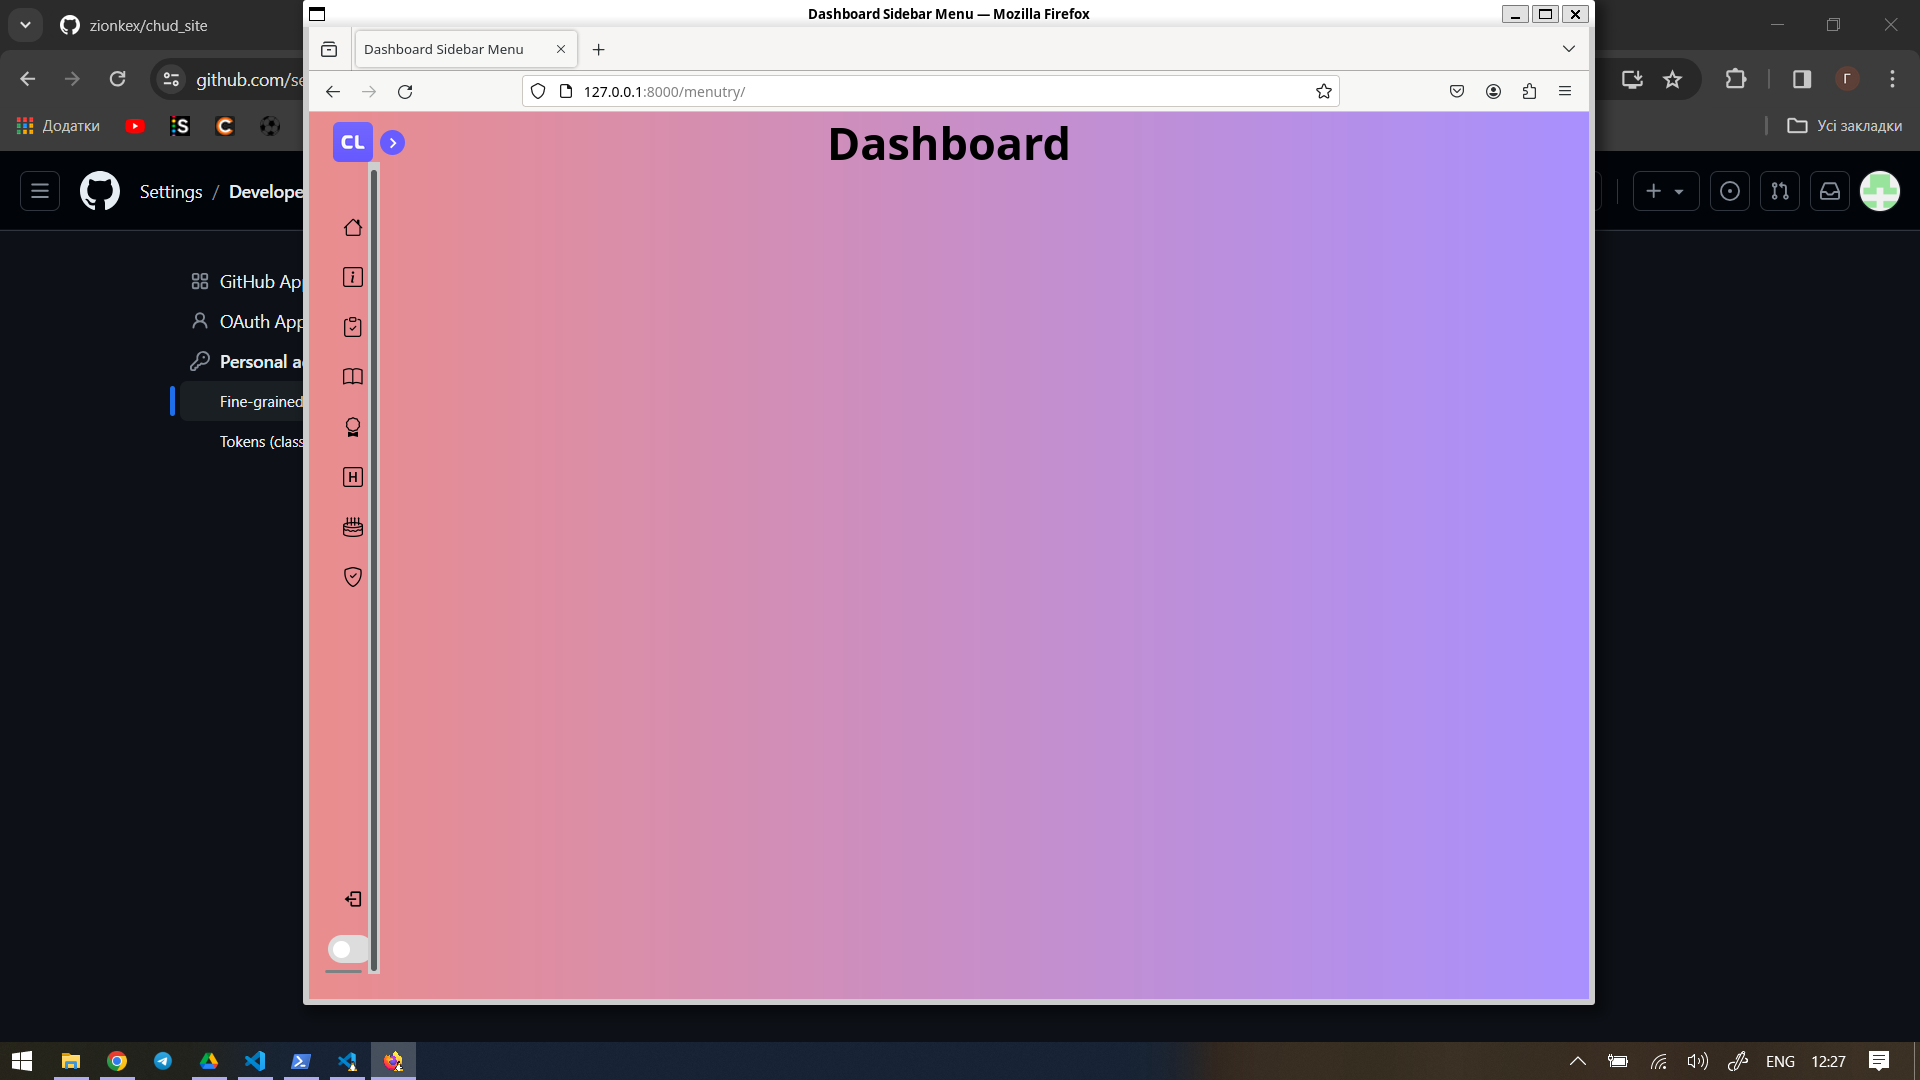 zionkex/chud_site
Dashboard Sidebar Menu — Mozilla Firefox
Dashboard Sidebar Menu
github.com/se
127.0.0.1:8000/menutry/
Додатки
Усі закладки
CL
Dashboard
Settings / Develope
GitHub App
OAuth App
Personal a
Fine-grained
Tokens (class
ENG
12:27